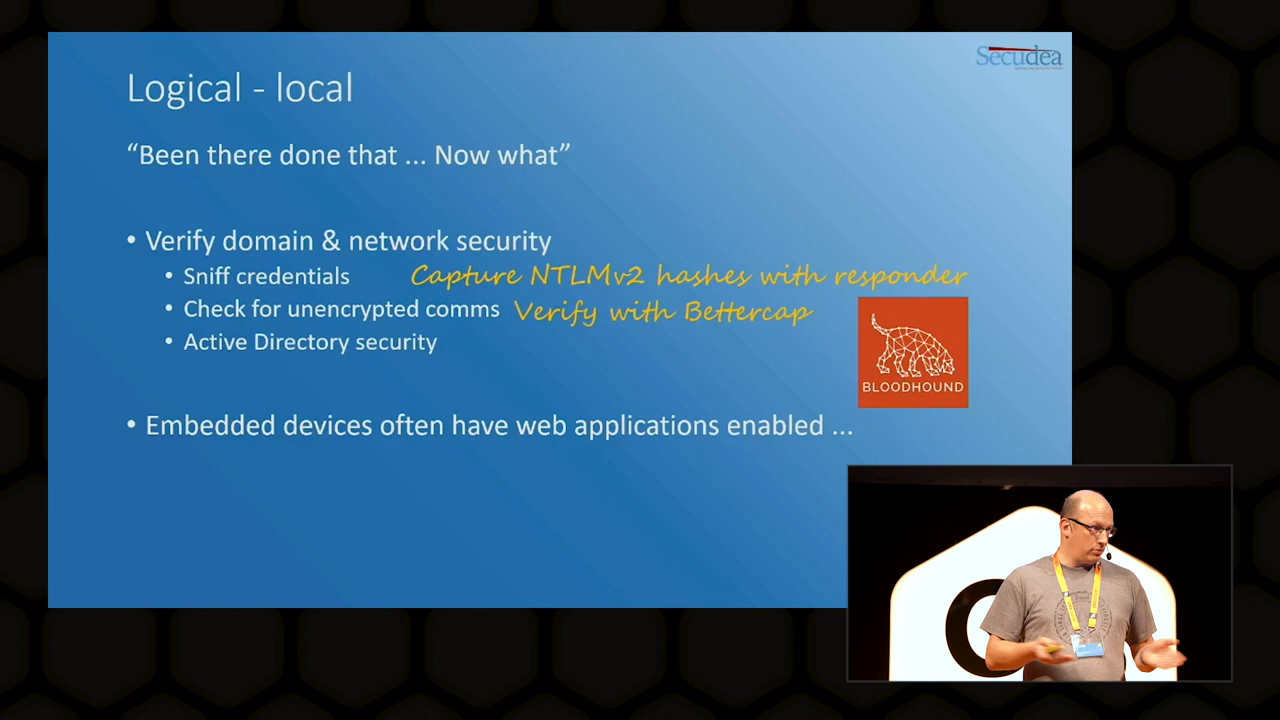 Secudea
Logical - local
“Been there done that ... Now what”
• Verify domain & network security
• Sniff credentials Capture NTLMv2 hashes with responder
• Check for unencrypted comms Verify with Bettercap
• Active Directory security
BLOODHOUND
• Embedded devices often have web applications enabled ...